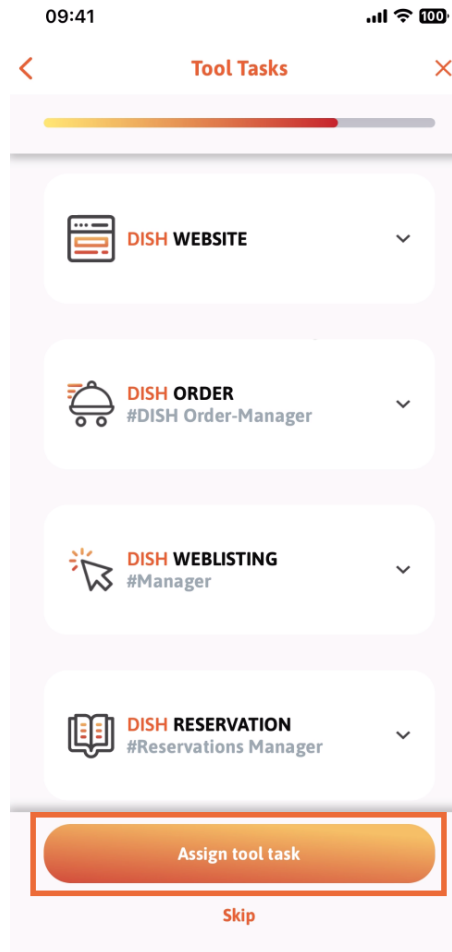 09:41
100
Tool Tasks
DISH WEBSITE
DISH ORDER
#DISH Order-Manager
DISH WEBLISTING
#Manager
DISH RESERVATION
#Reservations Manager
Assign tool task
Skip